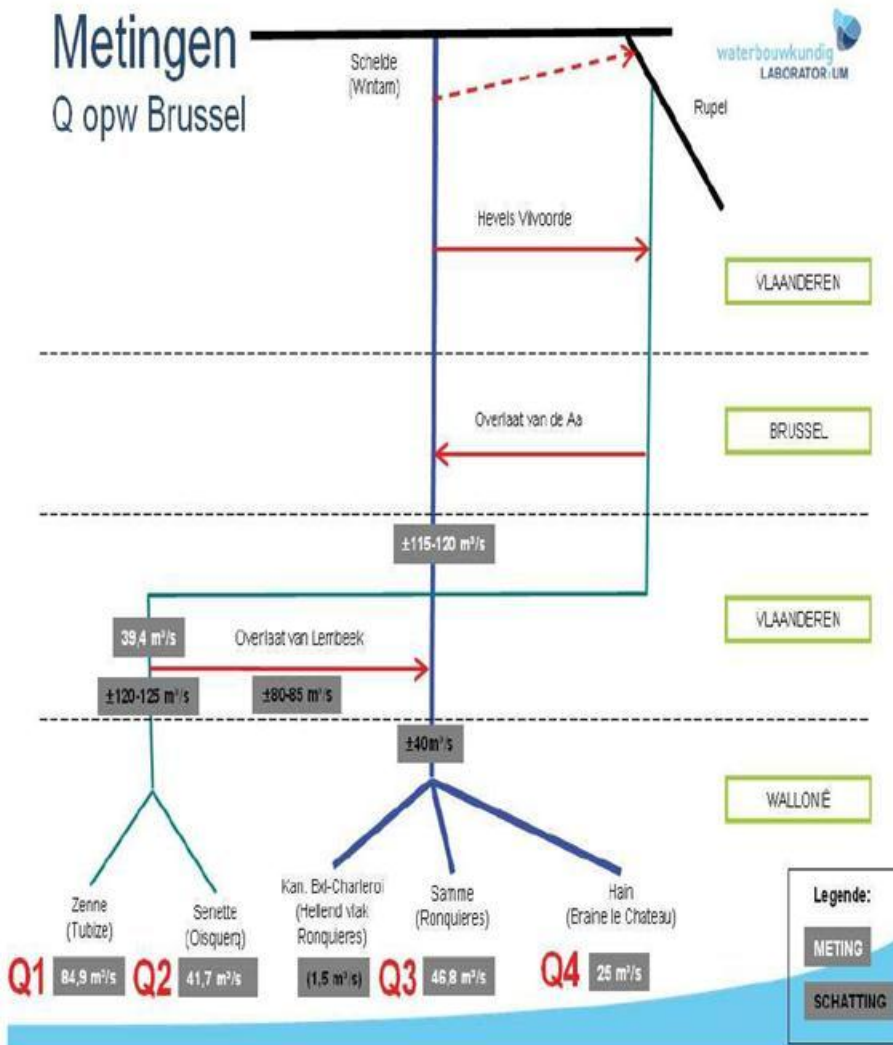 Metingen
Q opw Brussel
waterbouwkundig
LABORATORIUM
Schelde
(Wintam)
Rupel
Hevels Vilvoorde
VLAANDEREN
Overlaat van de Aa
BRUSSEL
±115-120 m³/s
39,4 m³/s
Overlaat van Lembeek
VLAANDEREN
±120-125 m³/s
±80-85 m³/s
±40m³/s
WALLONIË
Zenne
(Tubize)
Q1 84,9 m³/s
Senette
(Oisquerq)
Q2 41,7 m³/s
Kan. Bxl-Charleroi
(Hellend vlak
Ronquieres)
(1,5 m³/s)
Samme
(Ronquieres)
Q3 46,8 m³/s
Hain
(Eraine le Chateau)
Q4 25 m³/s
Legende:
METING
SCHATTING